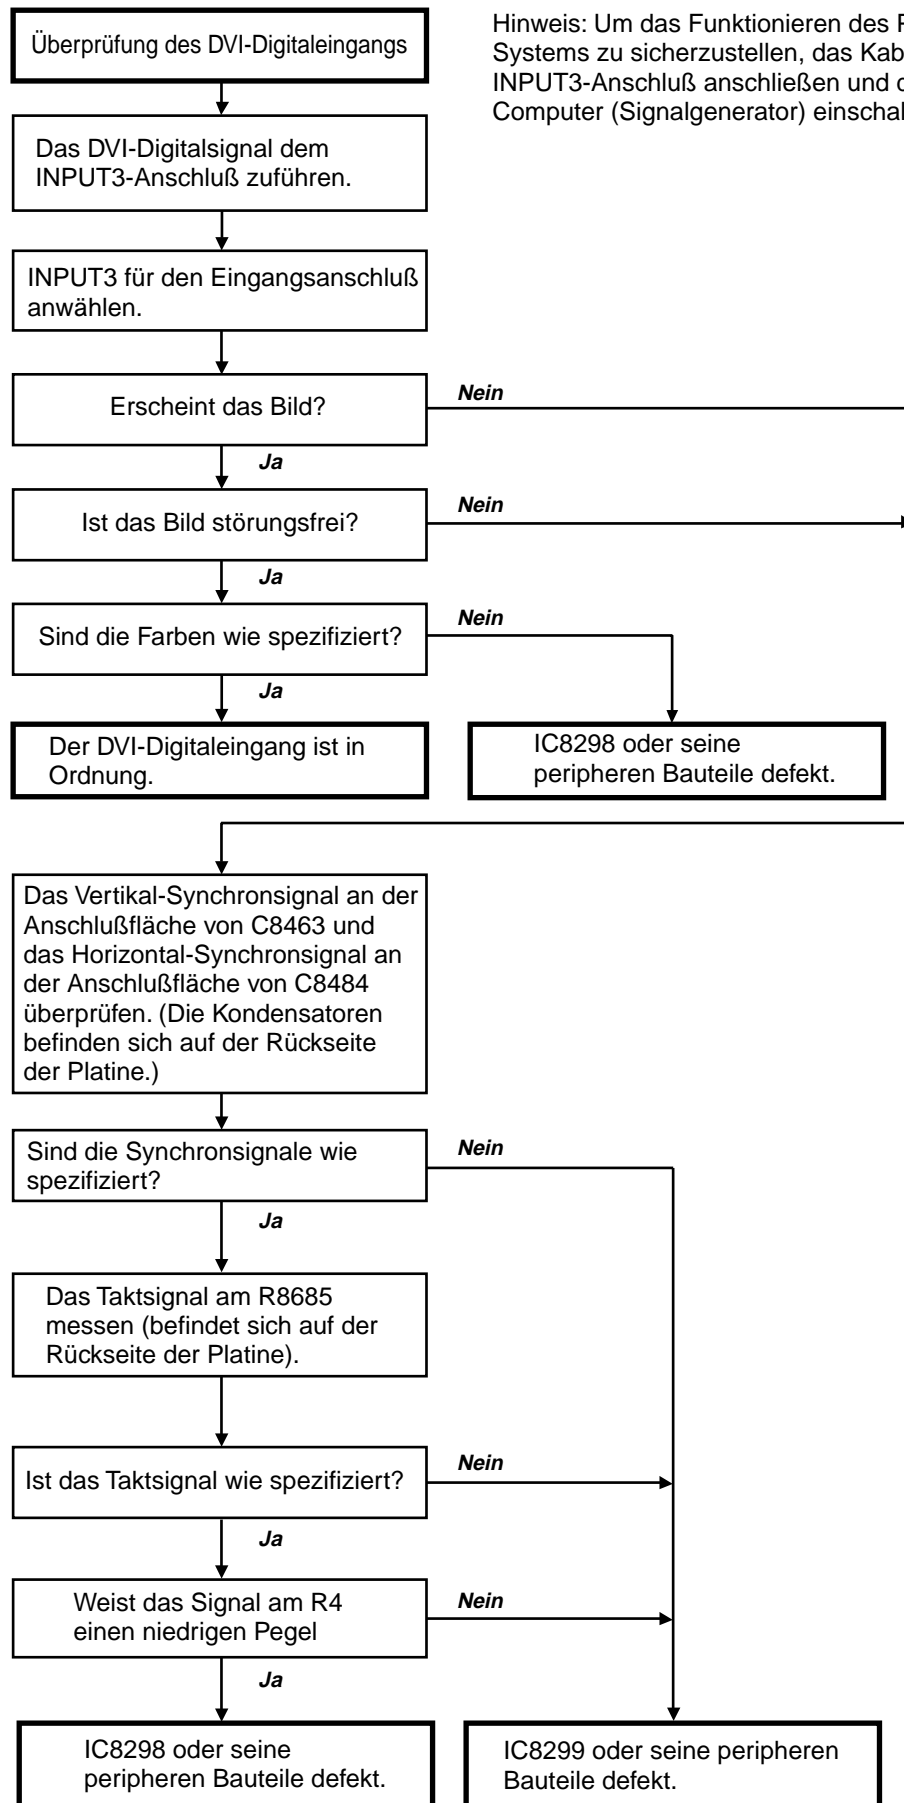 Überprüfung des DVI-Digitaleingangs
Hinweis: Um das Funktionieren des
Systems zu sicherzustellen, das
INPUT3-Anschluß anschließen und
Computer (Signalgenerator)
Das DVI-Digitalsignal dem
INPUT3-Anschluß zuführen.
INPUT3 für den Eingangsanschluß
anwählen.
Erscheint das Bild?
Nein
Ja
Ist das Bild störungsfrei?
Nein
Ja
Sind die Farben wie spezifiziert?
Nein
Ja
Der DVI-Digitaleingang ist in
Ordnung.
IC8298 oder seine
peripheren Bauteile defekt.
Das Vertikal-Synchronsignal an der
Anschlußfläche von C8463 und
das Horizontal-Synchronsignal an
der Anschlußfläche von C8484
überprüfen. (Die Kondensatoren
befinden sich auf der Rückseite
der Platine.)
Sind die Synchronsignale wie
spezifiziert?
Nein
Ja
Das Taktsignal am R8685
messen (befindet sich auf der
Rückseite der Platine).
Ist das Taktsignal wie spezifiziert?
Nein
Ja
Weist das Signal am R4
einen niedrigen Pegel
Nein
Ja
IC8298 oder seine
peripheren Bauteile defekt.
IC8299 oder seine peripheren
Bauteile defekt.